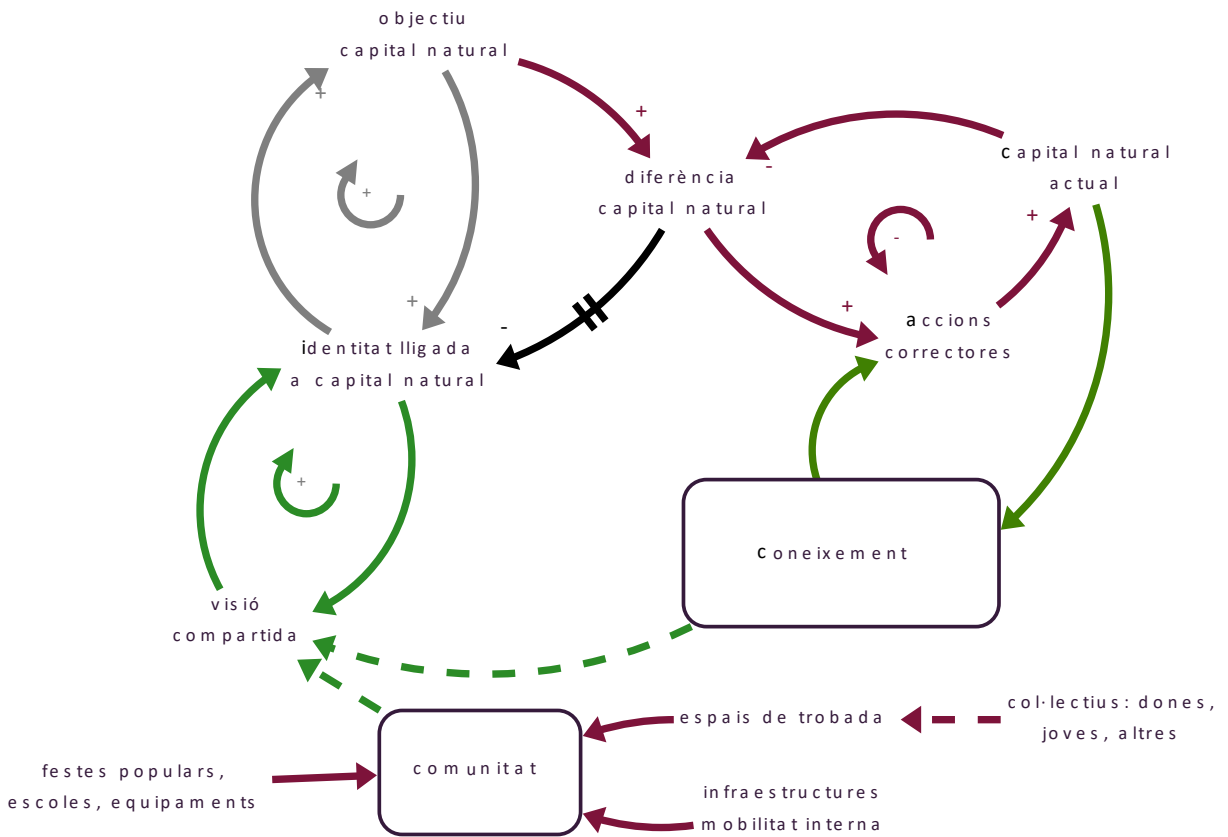 objectiu
capital natural
+
+
+
diferència
capital natural
-
capital natural
actual
+
-
+
+
accions
correctores
+
-
identitat lligada
a capital natural
+
coneixement
visió
compartida
comunitat
espais de trobada
col·lectius: dones,
joves, altres
festes populars,
escoles, equipaments
infraestructures
mobilitat interna